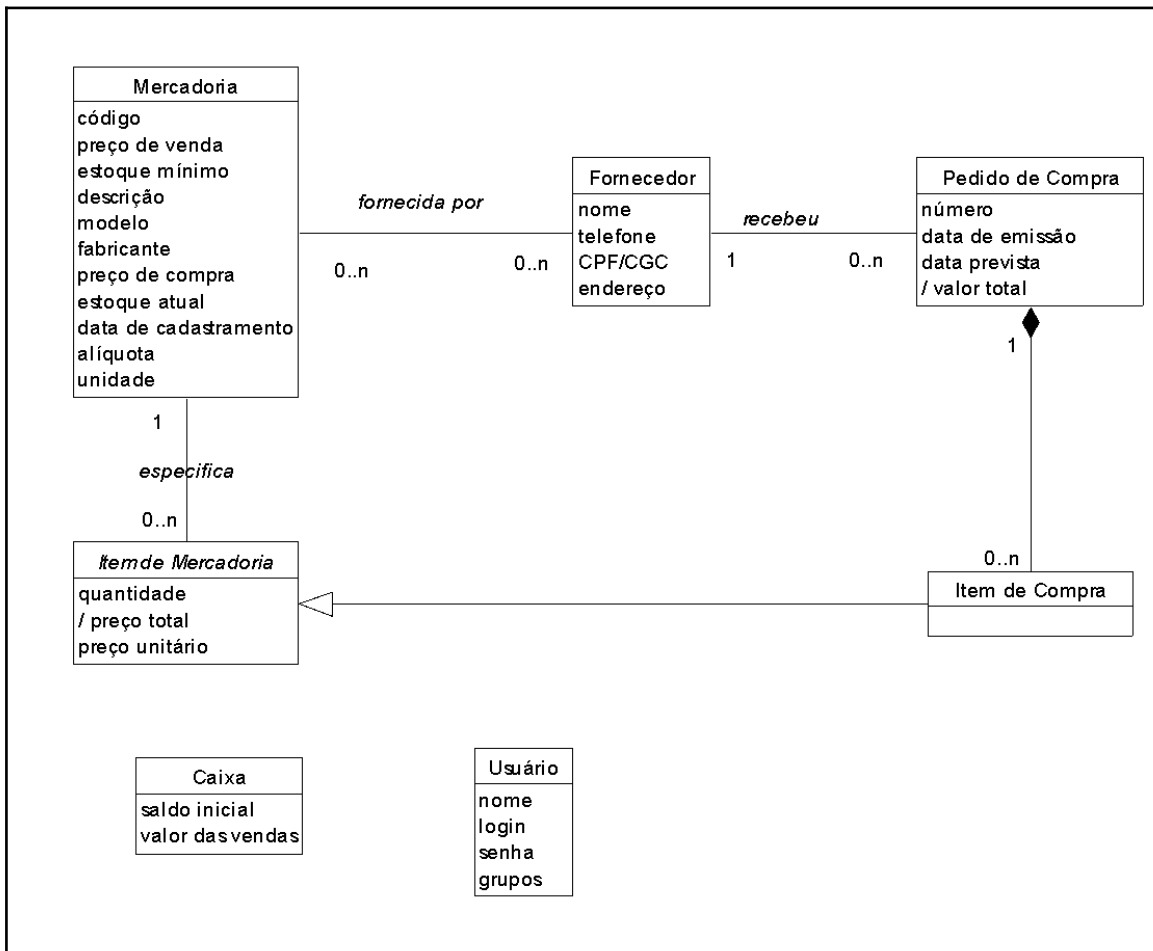 Mercadoria
código
preço de venda
estoque mínimo
descrição
modelo
fabricante
preço de compra
estoque atual
data de cadastramento
alíquota
unidade
fornecida por
0..n
0..n
Fornecedor
nome
telefone
CPF/CGC
endereço
recebeu
1
0..n
Pedido de Compra
número
data de emissão
data prevista
/ valor total
1
0..n
1
especifica
0..n
Item de Mercadoria
quantidade
/ preço total
preço unitário
Item de Compra
Caixa
saldo inicial
valor das vendas
Usuário
nome
login
senha
grupos